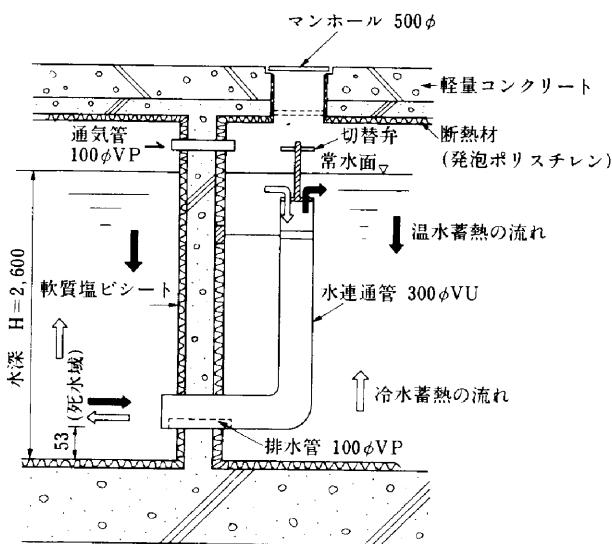 マンホール 500φ
軽量コンクリート
通気管
100φVP
切替弁
常水面
断熱材
(発泡ポリスチレン)
温水蓄熱の流れ
軟質塩ビシート
水深 H=2,600
水連通管 300φVU
(死水域)
53
冷水蓄熱の流れ
排水管 100φVP